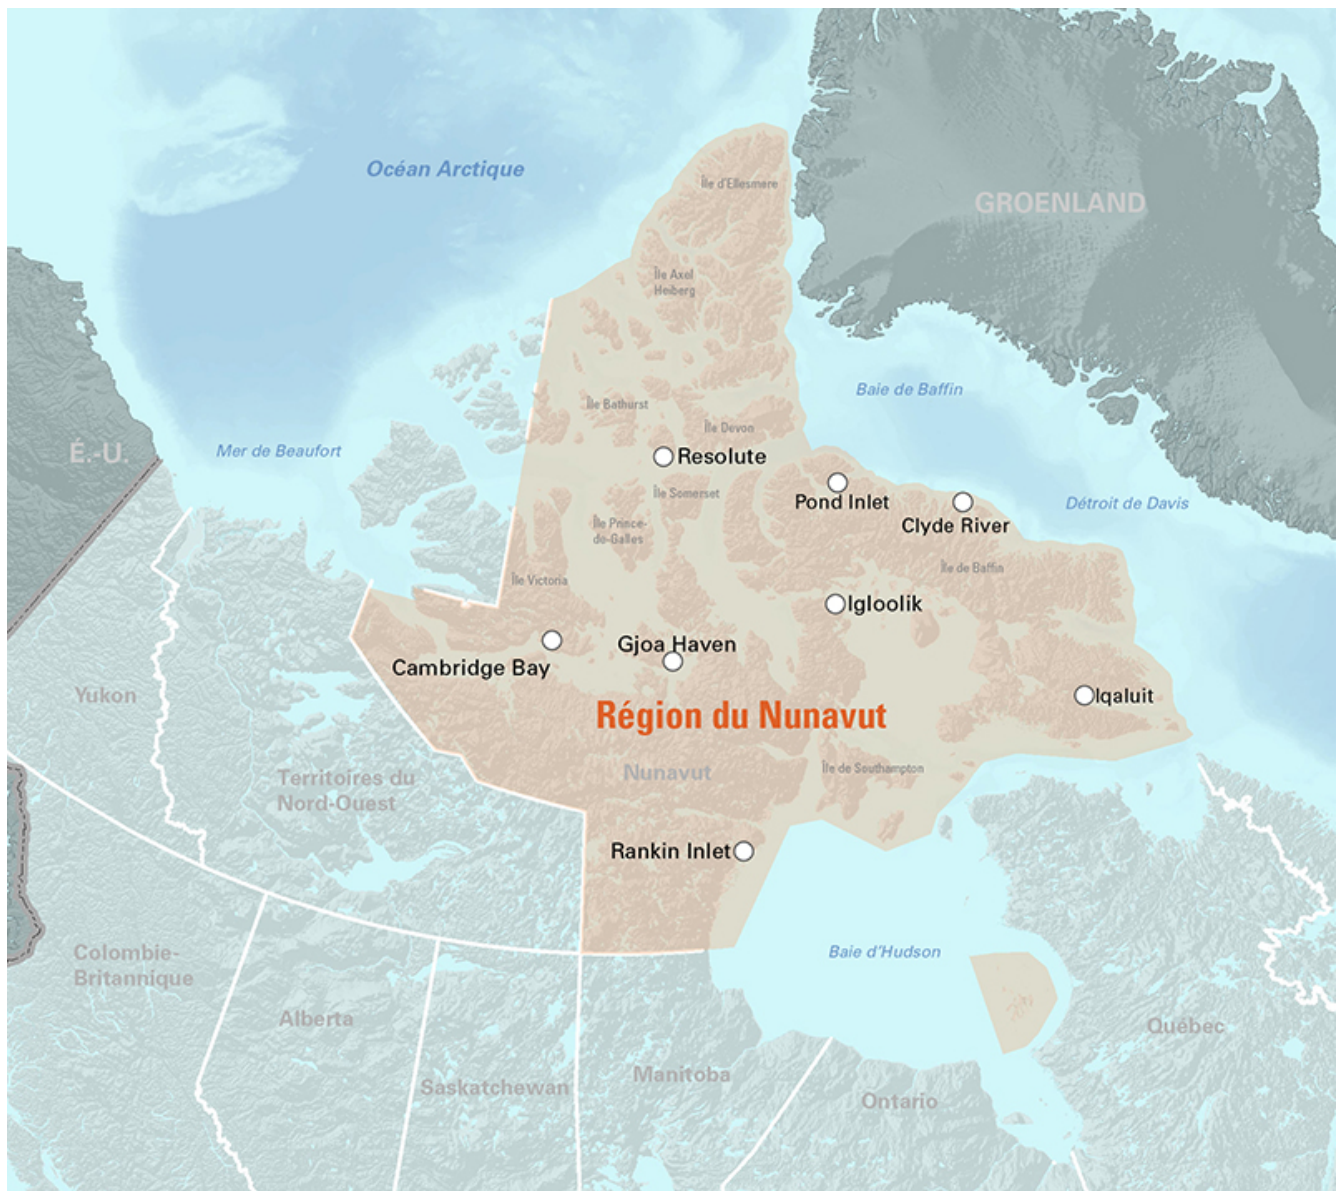 Océan Arctique
Île d'Ellesmere
GROENLAND
Île Axel
Heiberg
Baie de Baffin
Île Bathurst
Île Devon
É.-U.
Mer de Beaufort
Resolute
Île Somerset
Pond Inlet
Détroit de Davis
Clyde River
Île Prince-
de-Galles
Île de Baffin
Île Victoria
Igloolik
Gjoa Haven
Cambridge Bay
Yukon
Iqaluit
Région du Nunavut
Nunavut
Île de Southampton
Territoires du
Nord-Ouest
Rankin Inlet
Baie d'Hudson
Colombie-
Britannique
Alberta
Québec
Saskatchewan
Manitoba
Ontario